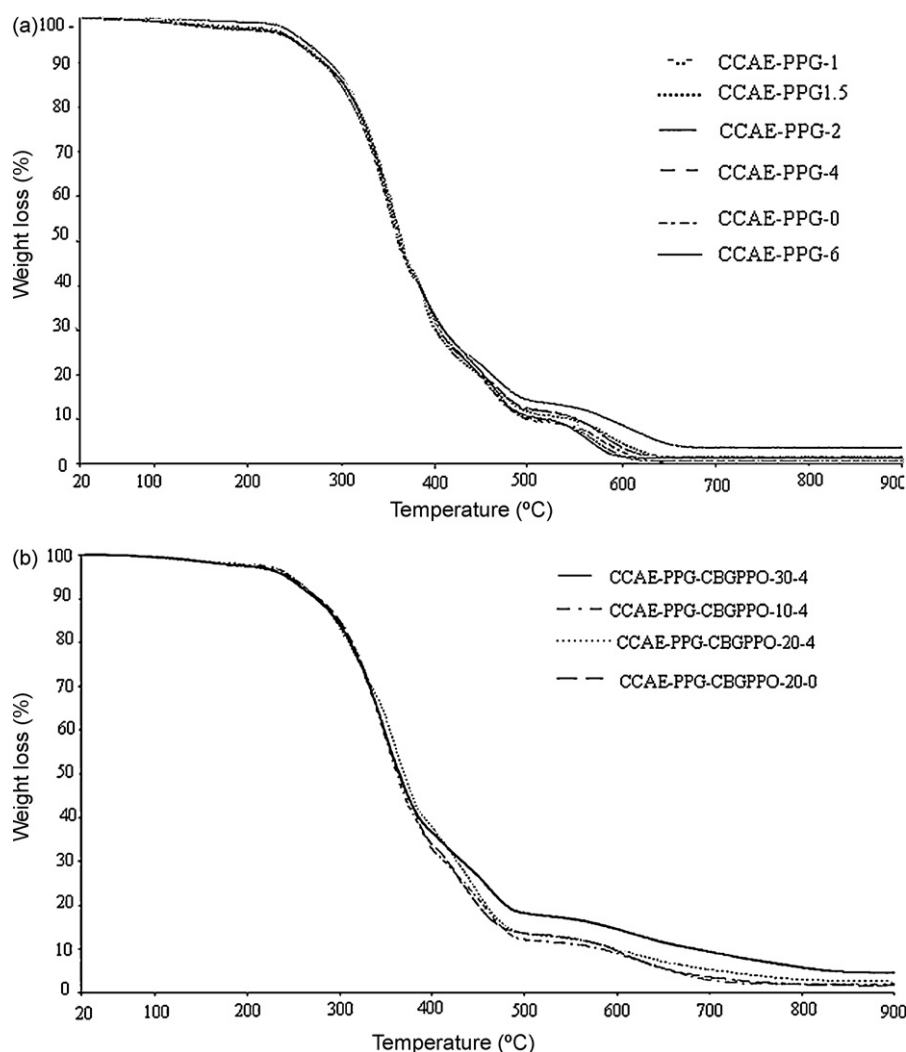 (a)
100
90
80
70
60
50
40
30
20
10
0
Weight loss (%)
CCAE-PPG-1
CCAE-PPG1.5
CCAE-PPG-2
CCAE-PPG-4
CCAE-PPG-0
CCAE-PPG-6
20 100 200 300 400 500 600 700 800 900
Temperature (ºC)
(b)
100
90
80
70
60
50
40
30
20
10
0
Weight loss (%)
CCAE-PPG-CBGPPO-30-4
CCAE-PPG-CBGPPO-10-4
CCAE-PPG-CBGPPO-20-4
CCAE-PPG-CBGPPO-20-0
20 100 200 300 400 500 600 700 800 900
Temperature (ºC)